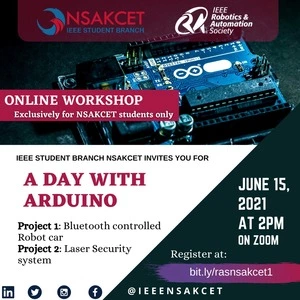 NSAKCET
IEEE STUDENT BRANCH
IEEE
Robotics &
Automation
Society
ONLINE WORKSHOP
Exclusively for NSAKCET students only
IEEE STUDENT BRANCH NSAKCET INVITES YOU FOR
A DAY WITH
ARDUINO
Project 1: Bluetooth controlled
Robot car
Project 2: Laser Security
system
JUNE 15,
2021
AT 2PM
ON ZOOM
Register at:
bit.ly/rasnsakcet1
@IEEENSAKCET